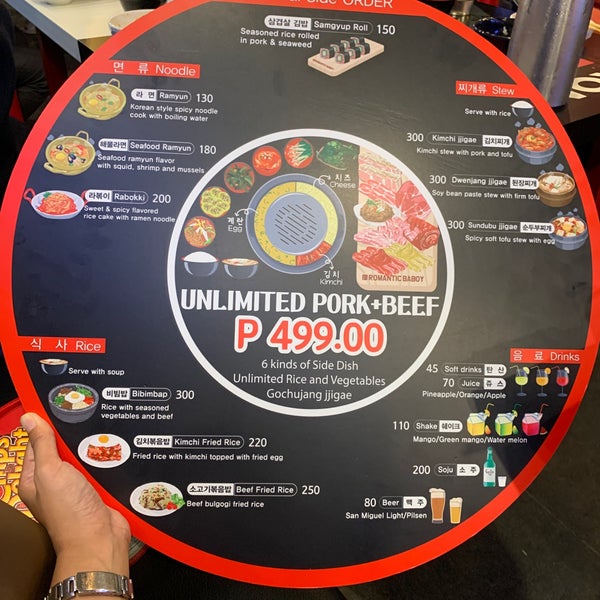 Side ORDER
삼겹살 김밥 Samgyup Roll 150
Seasoned rice rolled
in pork & seaweed
면 류 Noodle
라 면 Ramyun 130
Korean style spicy noodle
cook with boiling water
해물라면 Seafood Ramyun 180
Seafood ramyun flavor
with squid, shrimp and mussels
라볶이 Rabokki 200
Sweet & spicy flavored
rice cake with ramen noodle
찌개류 Stew
Serve with rice
300 Kimchi jjigae 김치찌개
Kimchi stew with pork and tofu
300 Dwenjang jjigae 된장찌개
Soy bean paste stew with firm tofu
300 Sundubu jjigae 순두부찌개
Spicy soft tofu stew with egg
치즈
Cheese
계란
Egg
김치
Kimchi
ROMANTIC BABOY
UNLIMITED PORK+BEEF
P 499.00
6 kinds of Side Dish
Unlimited Rice and Vegetables
Gochujang jjigae
식 사 Rice
Serve with soup
비빔밥 Bibimbap 300
Rice with seasoned
vegetables and beef
김치볶음밥 Kimchi Fried Rice 220
Fried rice with kimchi topped with fried egg
소고기볶음밥 Beef Fried Rice 250
Beef bulgogi fried rice
음 료 Drinks
45 Soft drinks 탄 산
70 Juice 쥬 스
Pineapple/Orange/Apple
110 Shake 쉐이크
Mango/Green mango/Water melon
200 Soju 소 주
80 Beer 맥 주
San Miguel Light/Pilsen